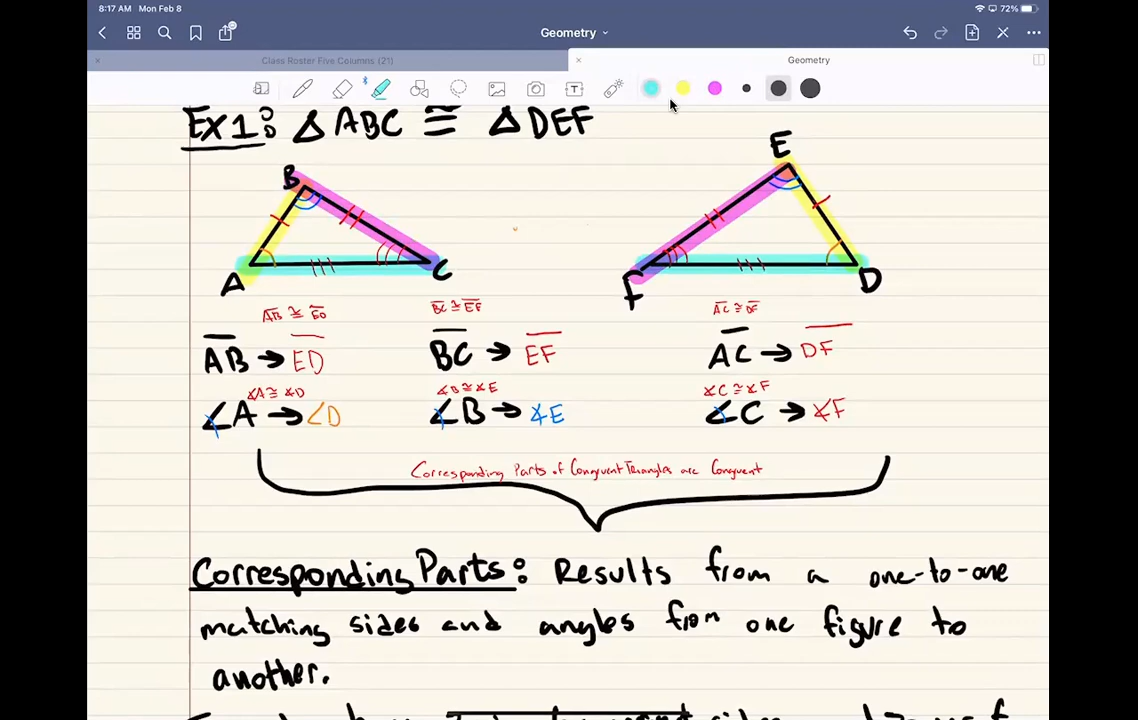 8:17 AM Mon Feb 8
72%
Geometry
Class Roster Five Columns (21)
Geometry
Ex1: △ABC ≅ △DEF
B
E
A
C
F
D
AB ≅ ED
BC ≅ EF
AC ≅ DF
AB → ED
BC → EF
AC → DF
∡A ≅ ∡D
∡B ≅ ∡E
∡C ≅ ∡F
∡A → ∠D
∡B → ∡E
∡C → ∡F
Corresponding Parts of Congruent Triangles are Congruent
Corresponding Parts: Results from a one-to-one
matching sides and angles from one figure to
another.